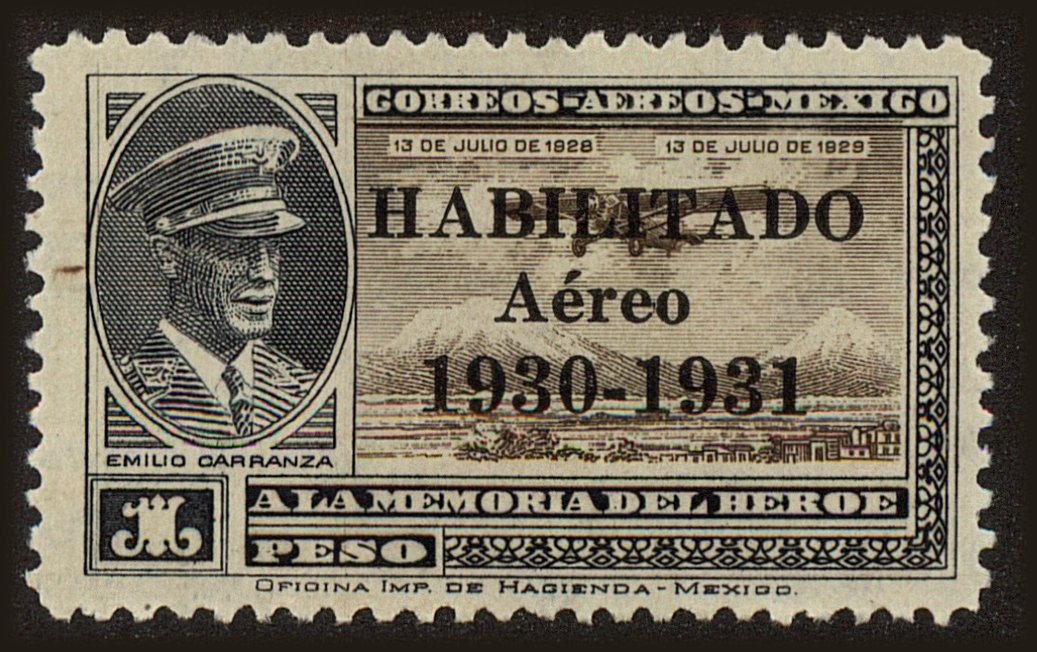 CORREOS-AEREOS-MEXICO
13 DE JULIO DE 1928 13 DE JULIO DE 1929
HABILITADO
Aéreo
1930-1931
EMILIO CARRANZA
A LA MEMORIA DEL HEROE
1
PESO
OFICINA IMP. DE HACIENDA-MEXICO.